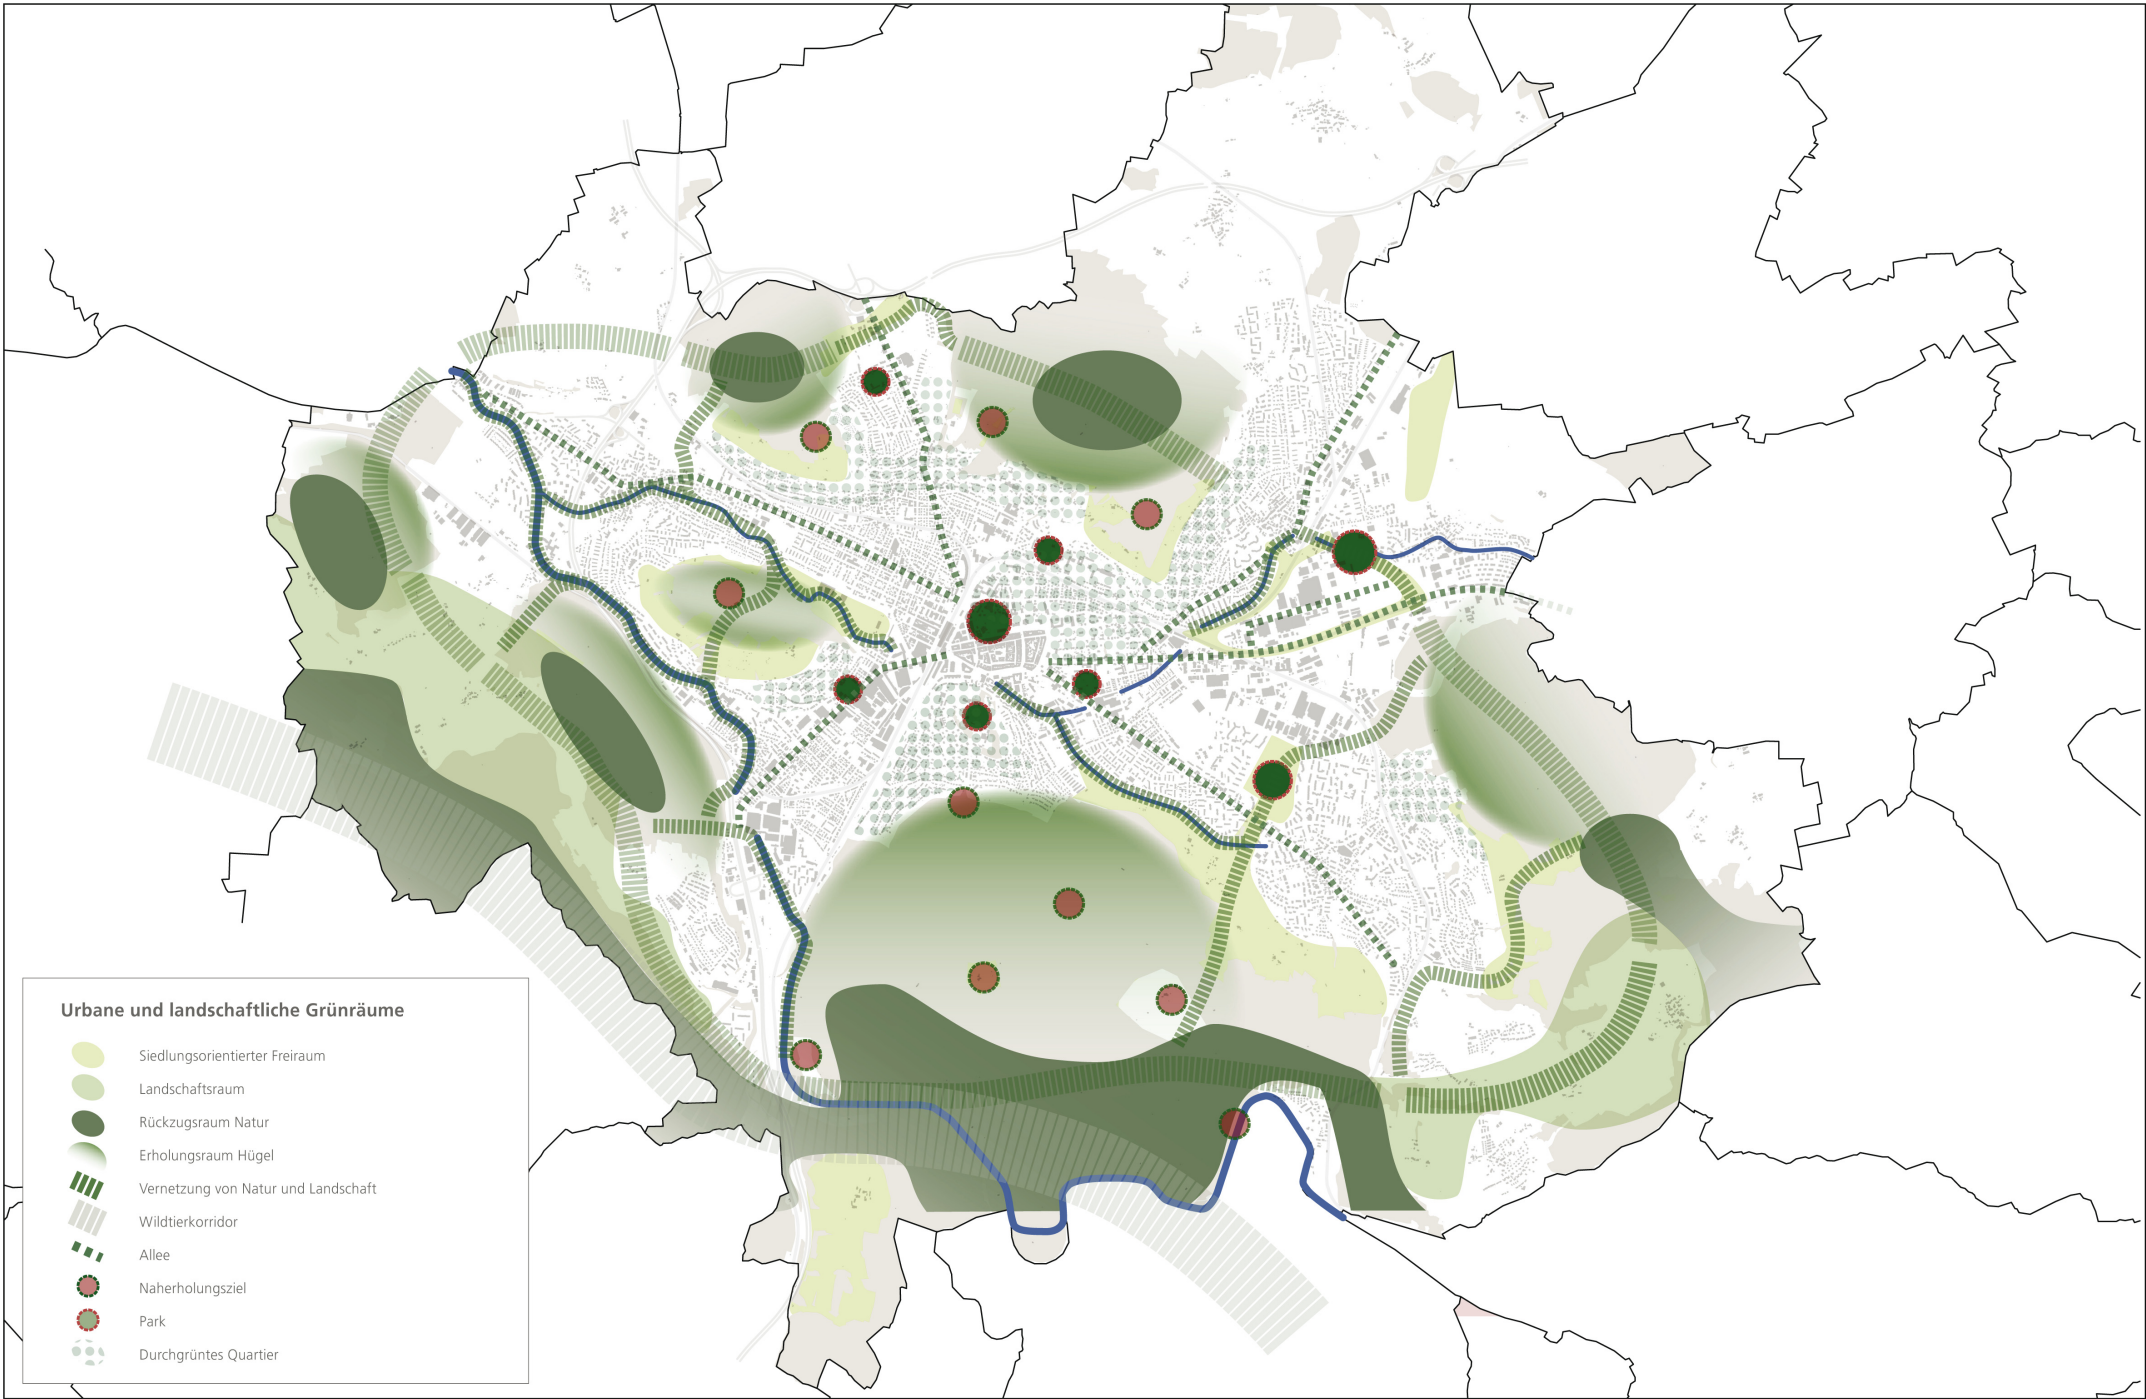 Urbane und landschaftliche Grünräume
Siedlungsorientierter Freiraum
Landschaftsraum
Rückzugsraum Natur
Erholungsraum Hügel
Vernetzung von Natur und Landschaft
Wildtierkorridor
Allee
Naherholungsziel
Park
Durchgrüntes Quartier